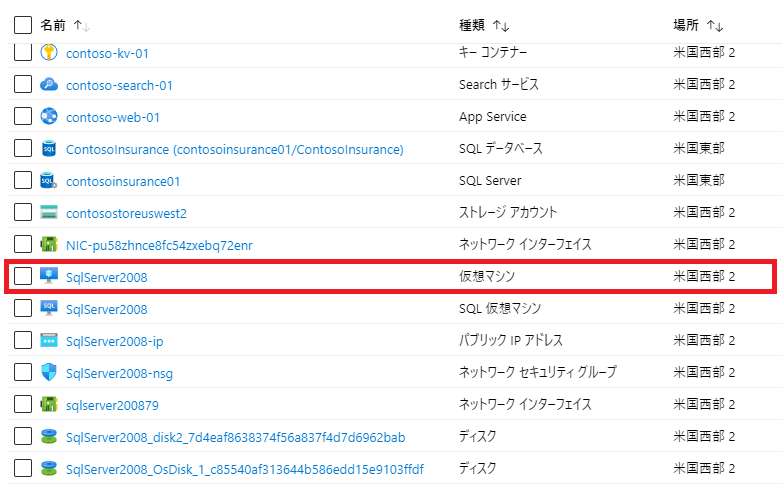 名前 ↑↓ 種類 ↑↓ 場所 ↑↓
contoso-kv-01 キー コンテナー 米国西部 2
contoso-search-01 Search サービス 米国西部 2
contoso-web-01 App Service 米国西部 2
ContosoInsurance (contosoinsurance01/ContosoInsurance) SQL データベース 米国東部
contosoinsurance01 SQL Server 米国東部
contosostoreuswest2 ストレージ アカウント 米国西部 2
NIC-pu58zhnce8fc54zxebq72enr ネットワーク インターフェイス 米国西部 2
SqlServer2008 仮想マシン 米国西部 2
SqlServer2008 SQL 仮想マシン 米国西部 2
SqlServer2008-ip パブリック IP アドレス 米国西部 2
SqlServer2008-nsg ネットワーク セキュリティ グループ 米国西部 2
sqlserver200879 ネットワーク インターフェイス 米国西部 2
SqlServer2008_disk2_7d4eaf8638374f56a837f4d7d6962bab ディスク 米国西部 2
SqlServer2008_OsDisk_1_c85540af313644b586edd15e9103ffdf ディスク 米国西部 2